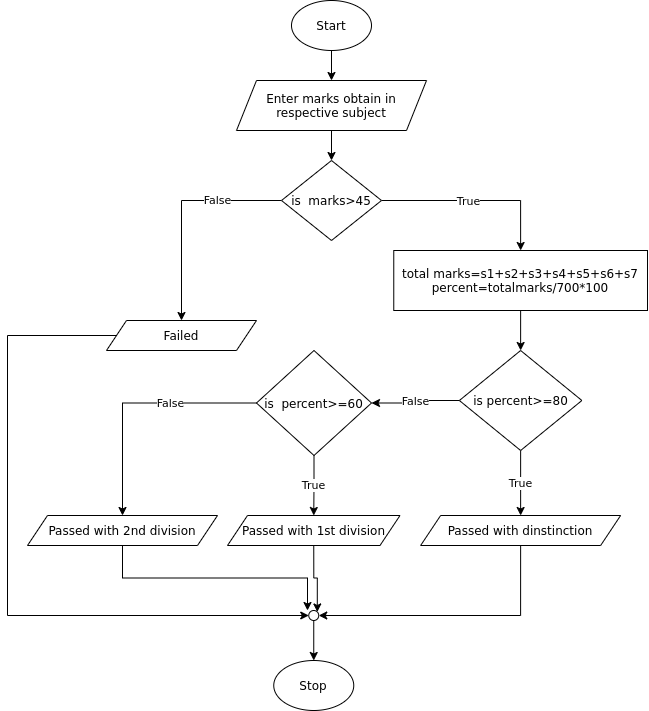 Start
Enter marks obtain in
respective subject
is  marks>45
False
True
total marks=s1+s2+s3+s4+s5+s6+s7
percent=totalmarks/700*100
Failed
is  percent>=60
False
is percent>=80
False
True
True
Passed with 2nd division
Passed with 1st division
Passed with dinstinction
Stop